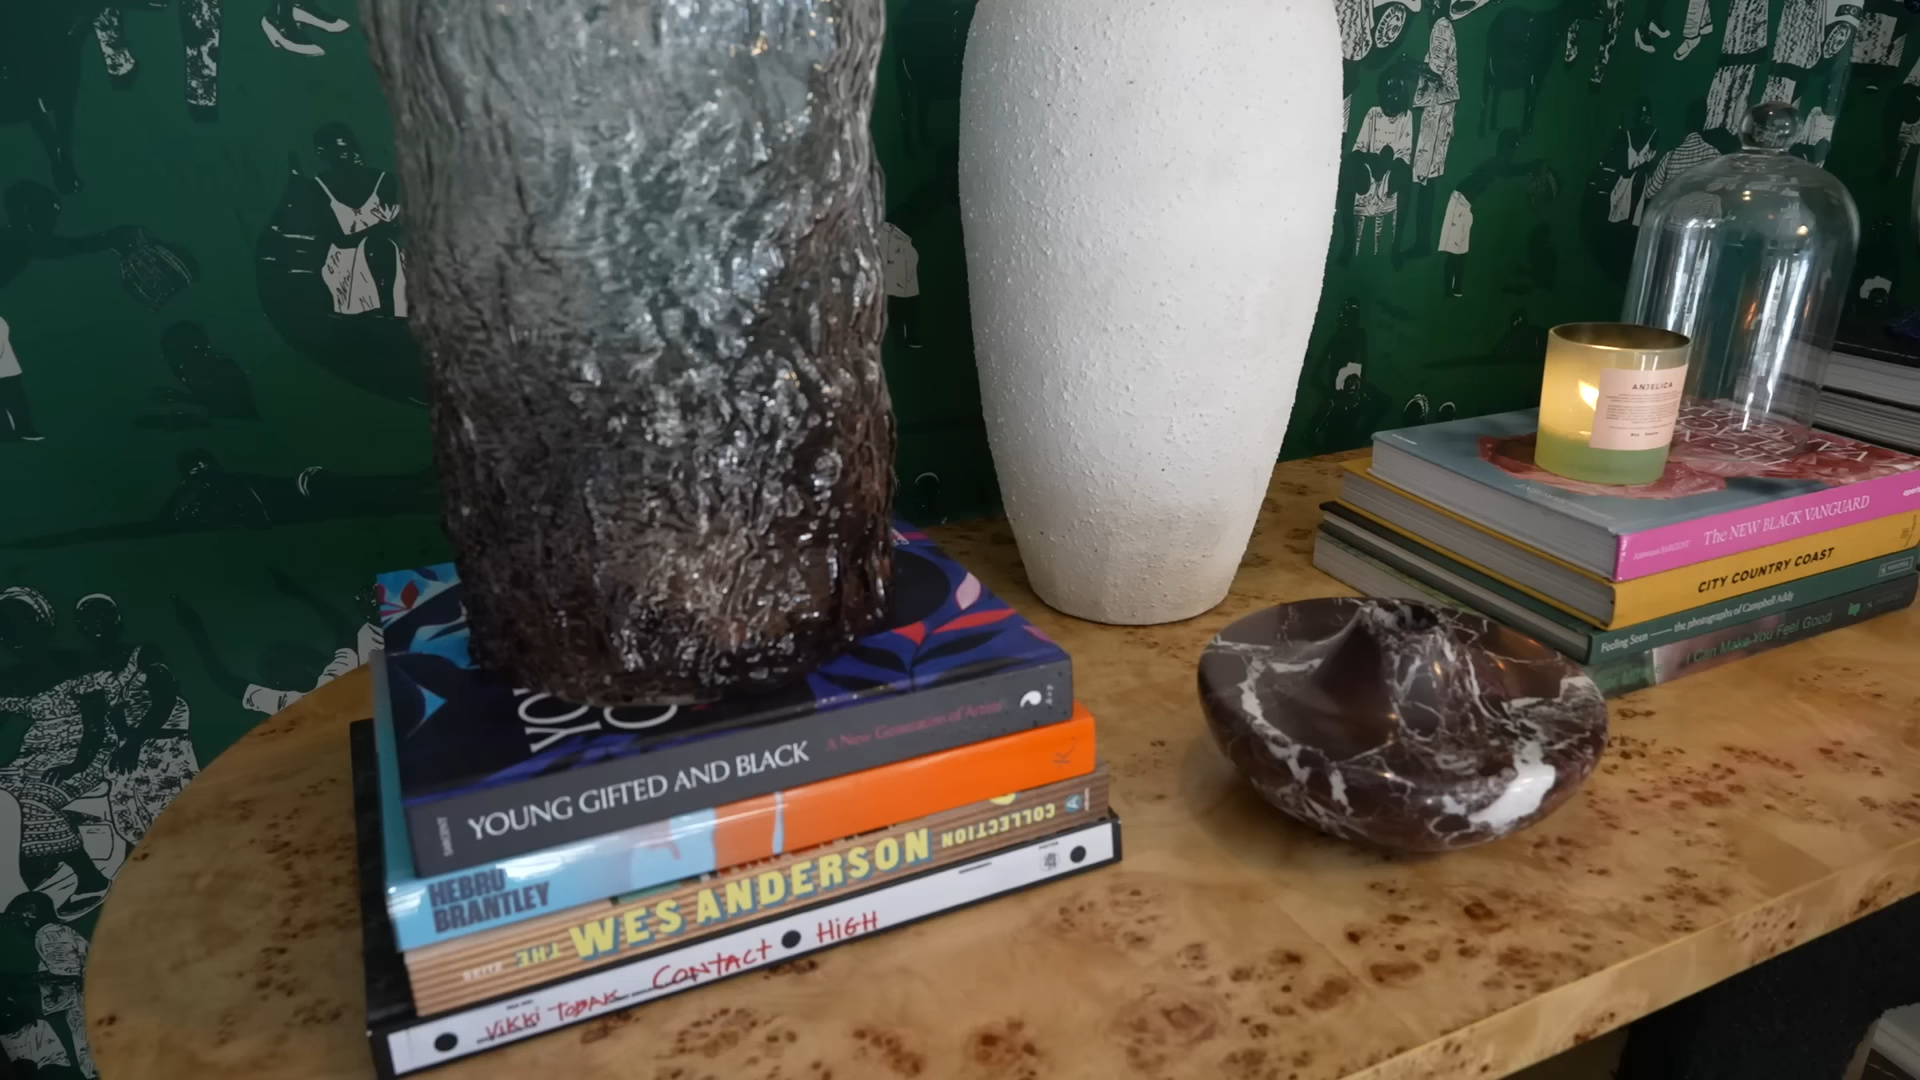 YO
SARGENT
YOUNG GIFTED AND BLACK
A New Generation of Artists
HEBRU
BRANTLEY
THE WES ANDERSON COLLECTION
Vikki TOBAK CONTACT HIGH
ANJELICA
The NEW BLACK VANGUARD
CITY COUNTRY COAST
Feeling Seen — the photographs of Campbell Addy
I Can Make You Feel Good